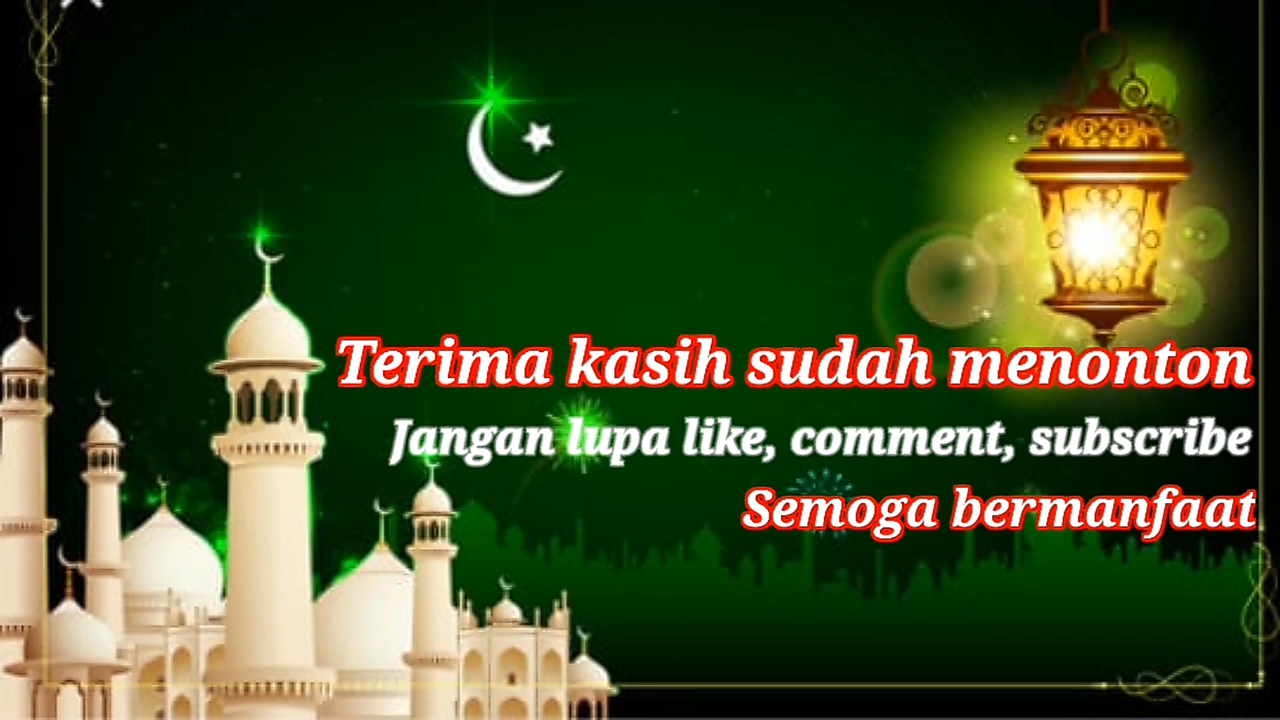 Terima kasih sudah menonton
Jangan lupa like, comment, subscribe
Semoga bermanfaat